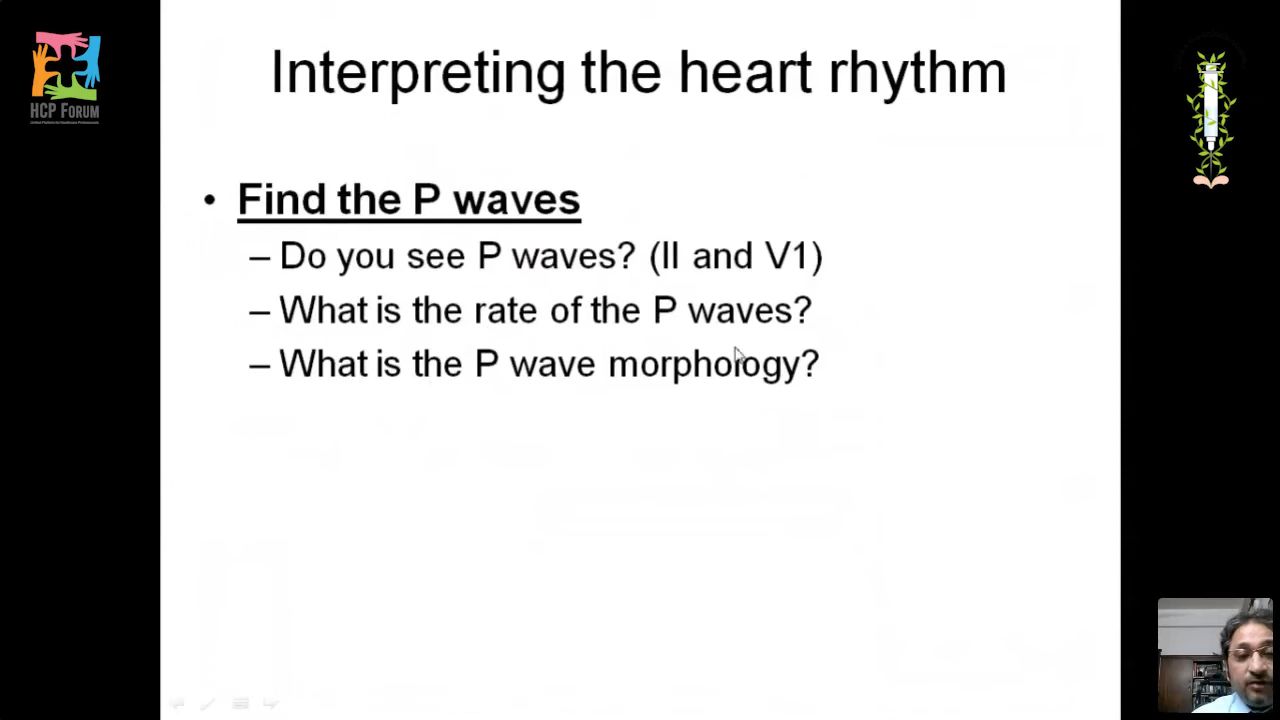 Interpreting the heart rhythm
• Find the P waves
– Do you see P waves? (II and V1)
– What is the rate of the P waves?
– What is the P wave morphology?
HCP FORUM